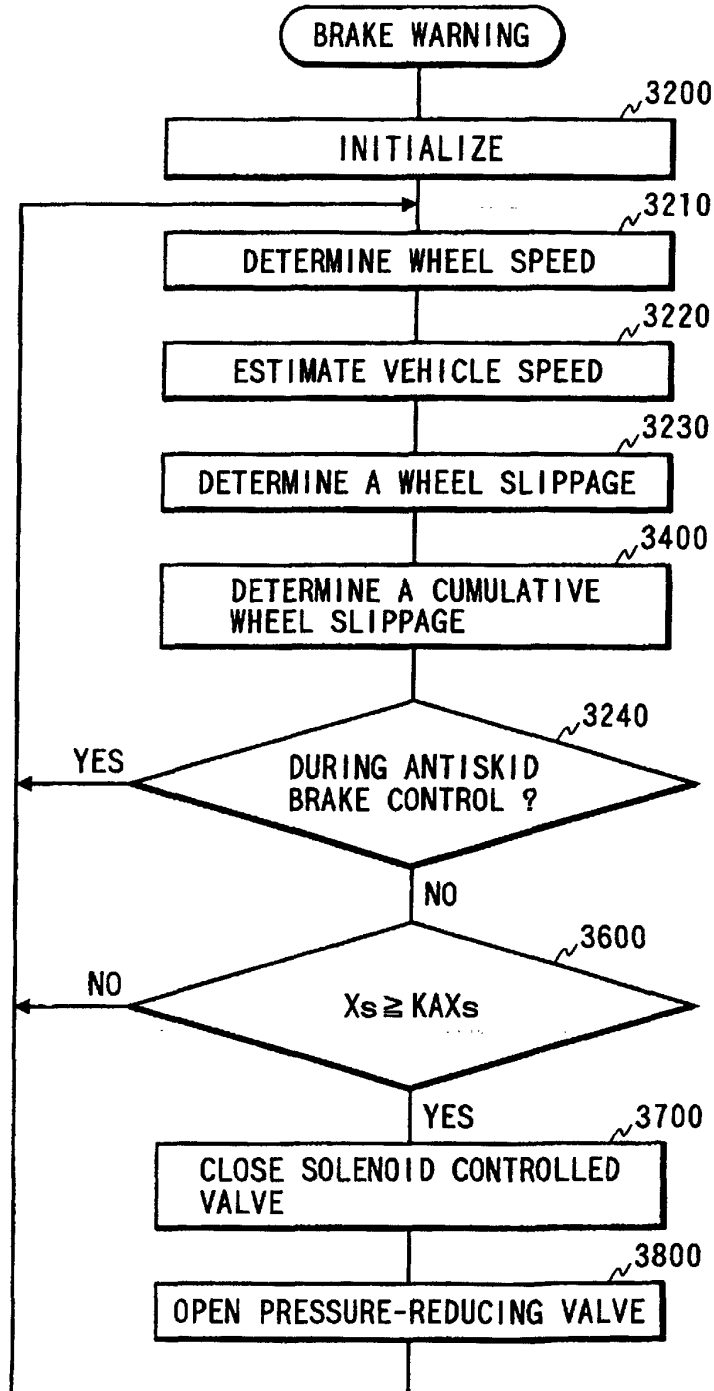 BRAKE WARNING
3200
INITIALIZE
3210
DETERMINE WHEEL SPEED
3220
ESTIMATE VEHICLE SPEED
3230
DETERMINE A WHEEL SLIPPAGE
3400
DETERMINE A CUMULATIVE
WHEEL SLIPPAGE
3240
YES
DURING ANTISKID
BRAKE CONTROL ?
NO
3600
NO
Xs≧KAXs
YES
3700
CLOSE SOLENOID CONTROLLED
VALVE
3800
OPEN PRESSURE-REDUCING VALVE